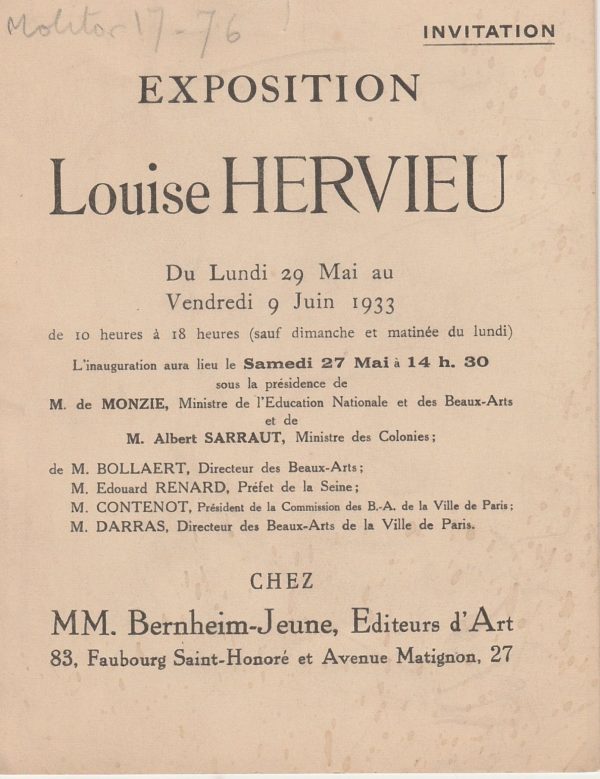 Molitor 17-76
INVITATION
EXPOSITION
Louise HERVIEU
Du Lundi 29 Mai au
Vendredi 9 Juin 1933
de 10 heures à 18 heures (sauf dimanche et matinée du lundi)
L'inauguration aura lieu le Samedi 27 Mai à 14 h. 30
sous la présidence de
M. de MONZIE, Ministre de l'Education Nationale et des Beaux-Arts
et de
M. Albert SARRAUT, Ministre des Colonies;
de M. BOLLAERT, Directeur des Beaux-Arts;
M. Edouard RENARD, Préfet de la Seine;
M. CONTENOT, Président de la Commission des B.-A. de la Ville de Paris;
M. DARRAS, Directeur des Beaux-Arts de la Ville de Paris.
CHEZ
MM. Bernheim-Jeune, Editeurs d'Art
83, Faubourg Saint-Honoré et Avenue Matignon, 27